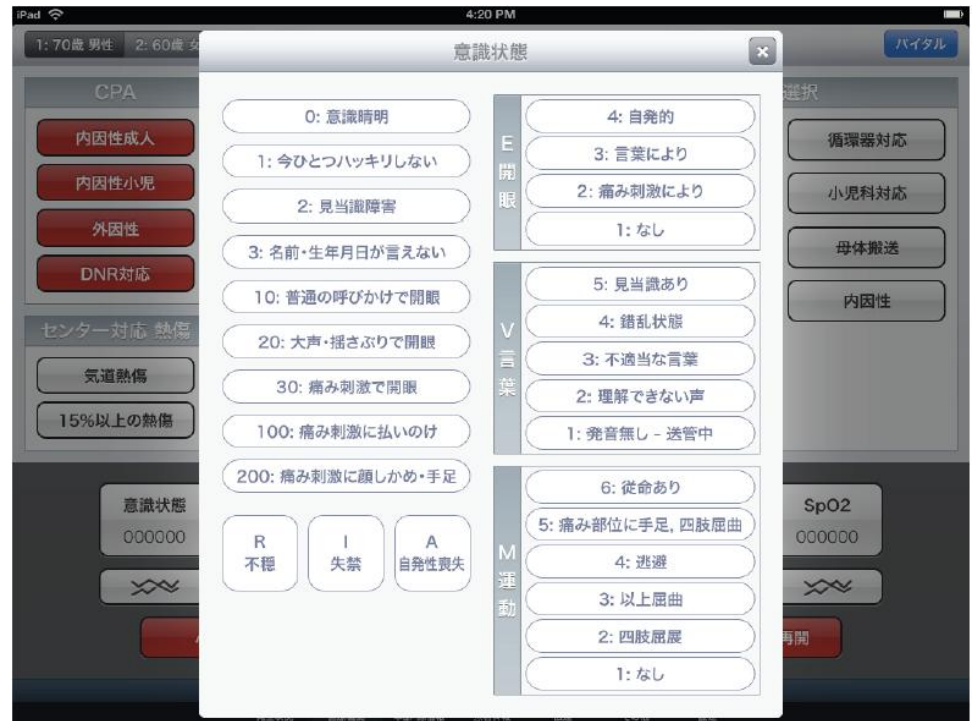 iPad
4:20 PM
1: 70歳 男性
2: 60歳
意識状態
バイタル
CPA
内因性成人
内因性小児
外因性
DNR対応
センター対応 熱傷
気道熱傷
15%以上の熱傷
0: 意識晴明
1: 今ひとつハッキリしない
2: 見当識障害
3: 名前・生年月日が言えない
10: 普通の呼びかけで開眼
20: 大声・揺さぶりで開眼
30: 痛み刺激で開眼
100: 痛み刺激に払いのけ
200: 痛み刺激に顔しかめ・手足
R
不穏
I
失禁
A
自発性喪失
E 開眼
4: 自発的
3: 言葉により
2: 痛み刺激により
1: なし
V 言葉
5: 見当識あり
4: 錯乱状態
3: 不適当な言葉
2: 理解できない声
1: 発音無し - 送管中
M 運動
6: 従命あり
5: 痛み部位に手足, 四肢屈曲
4: 逃避
3: 以上屈曲
2: 四肢屈展
1: なし
選択
循環器対応
小児科対応
母体搬送
内因性
意識状態
000000
SpO2
000000
再開